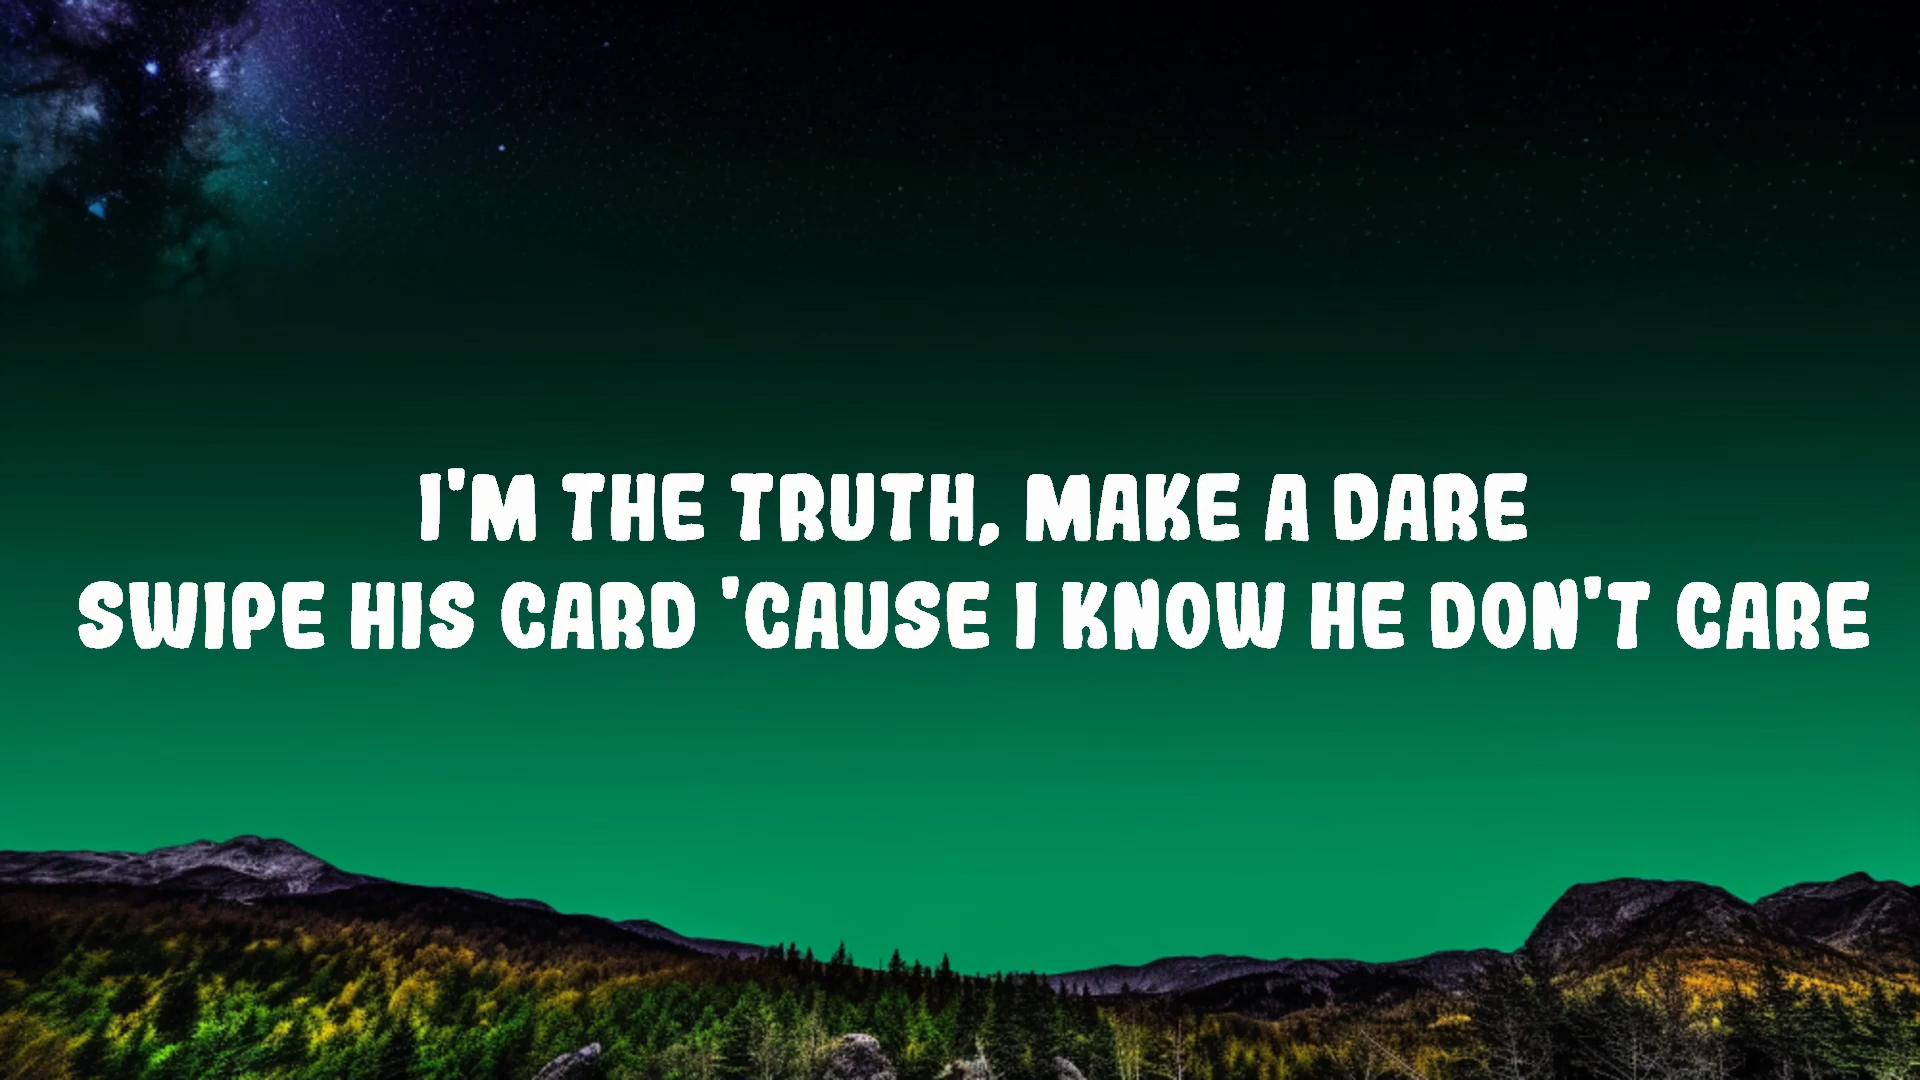 I'M THE TRUTH, MAKE A DARE
SWIPE HIS CARD 'CAUSE I KNOW HE DON'T CARE